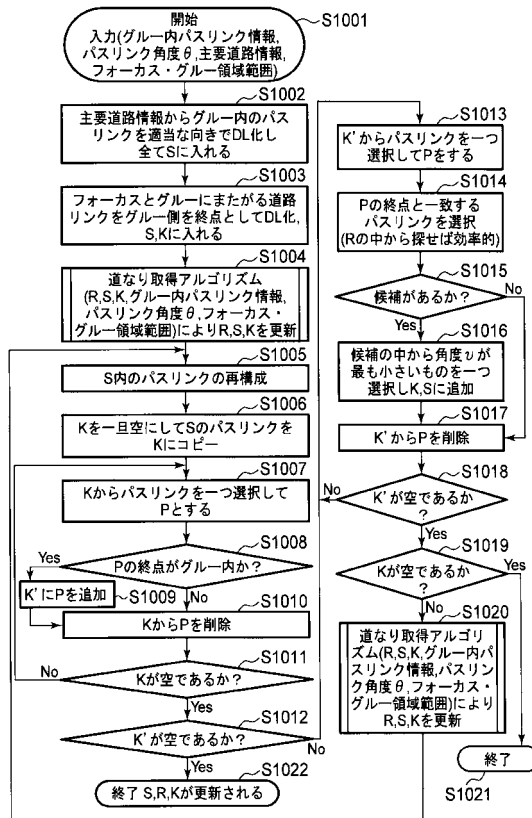 開始
入力(グルー内パスリンク情報,
パスリンク角度θ,主要道路情報,
フォーカス・グルー領域範囲)
S1001
S1002
主要道路情報からグルー内のパス
リンクを適当な向きでDL化し
全てSに入れる
S1003
フォーカスとグルーにまたがる道路
リンクをグルー側を終点としてDL化,
S,Kに入れる
S1004
道なり取得アルゴリズム
(R,S,K,グルー内パスリンク情報,
パスリンク角度θ,フォーカス・
グルー領域範囲)によりR,S,Kを更新
S1005
S内のパスリンクの再構成
S1006
Kを一旦空にしてSのパスリンクを
Kにコピー
S1007
Kからパスリンクを一つ選択して
Pとする
S1008
Pの終点がグルー内か?
Yes
No
K'にPを追加
S1009
S1010
KからPを削除
S1011
Kが空であるか?
No
Yes
S1012
K'が空であるか?
No
Yes
S1022
終了 S,R,Kが更新される
S1013
K'からパスリンクを一つ
選択してPをする
S1014
Pの終点と一致する
パスリンクを選択
(Rの中から探せば効率的)
S1015
候補があるか?
No
Yes
S1016
候補の中から角度υが
最も小さいものを一つ
選択しK,Sに追加
S1017
K'からPを削除
S1018
K'が空であるか
?
No
Yes
S1019
Kが空であるか
?
Yes
No
S1020
道なり取得アルゴリ
ズム(R,S,K,グルー内パ
スリンク情報,パスリン
ク角度θ,フォーカス・
グルー領域範囲)により
R,S,Kを更新
終了
S1021